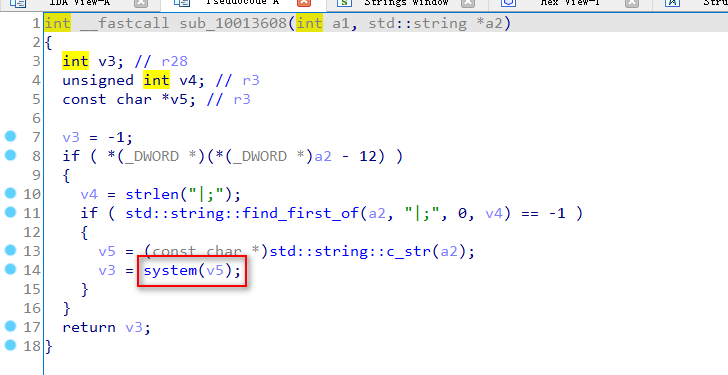 IDA View-A Pseudocode A Strings window Hex View-1 Stru
1 int __fastcall sub_10013608(int a1, std::string *a2)
2 {
3 int v3; // r28
4 unsigned int v4; // r3
5 const char *v5; // r3
6
7 v3 = -1;
8 if ( *(_DWORD *)(*(_DWORD *)a2 - 12) )
9 {
10 v4 = strlen("|;");
11 if ( std::string::find_first_of(a2, "|;", 0, v4) == -1 )
12 {
13 v5 = (const char *)std::string::c_str(a2);
14 v3 = system(v5);
15 }
16 }
17 return v3;
18 }